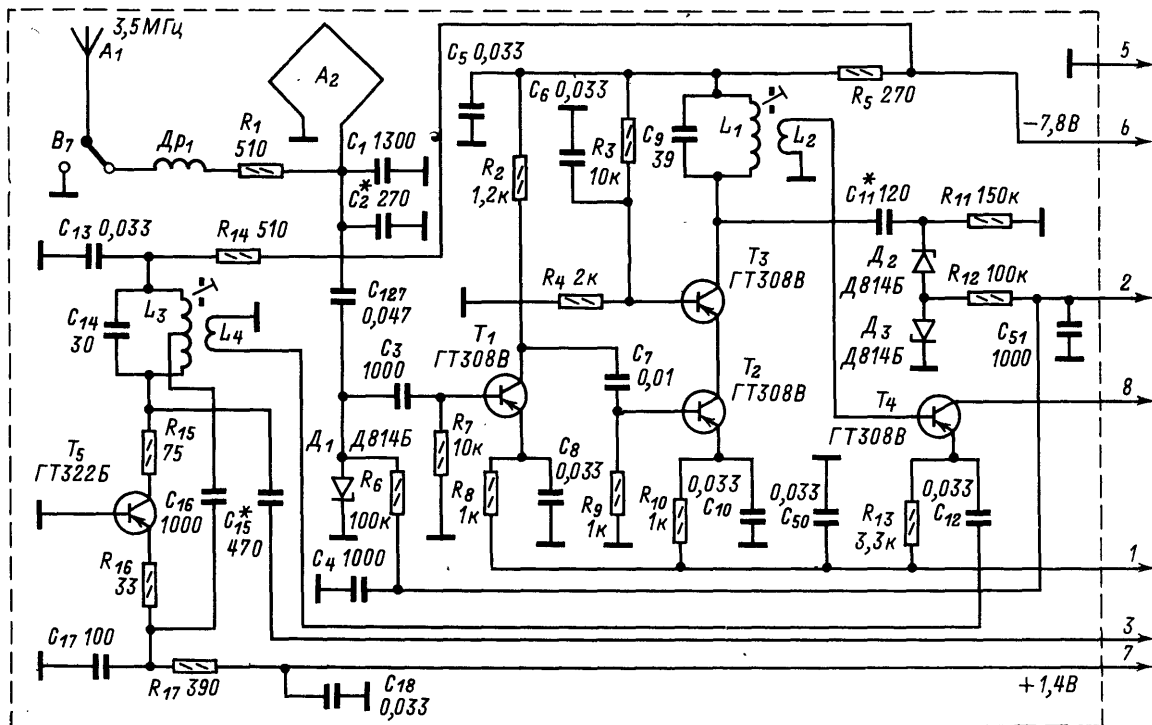 3,5 МГц
A1
A2
B7
Др1
R1
510
C1 1300
C2* 270
C5 0,033
C6 0,033
R2
1,2к
R3
10к
C9
39
L1
L2
R5 270
-7,8В
5
6
C13 0,033
R14 510
C11* 120
R11 150к
L3
L4
C14
30
C127
0,047
R4 2к
T3
ГТ308В
Д2
Д814Б
R12 100к
2
Д3
Д814Б
C51
1000
C3
1000
T1
ГТ308В
C7
0,01
T2
ГТ308В
T4
ГТ308В
8
R15
75
T5
ГТ322Б
C16
1000
C15*
470
Д1
Д814Б
R7
10к
R6
100к
R8
1к
C8
0,033
R9
1к
R10
1к
0,033
C10
0,033
C50
R13
3,3к
0,033
C12
R16
33
C4 1000
1
C17 100
R17 390
C18
0,033
3
7
+1,4В